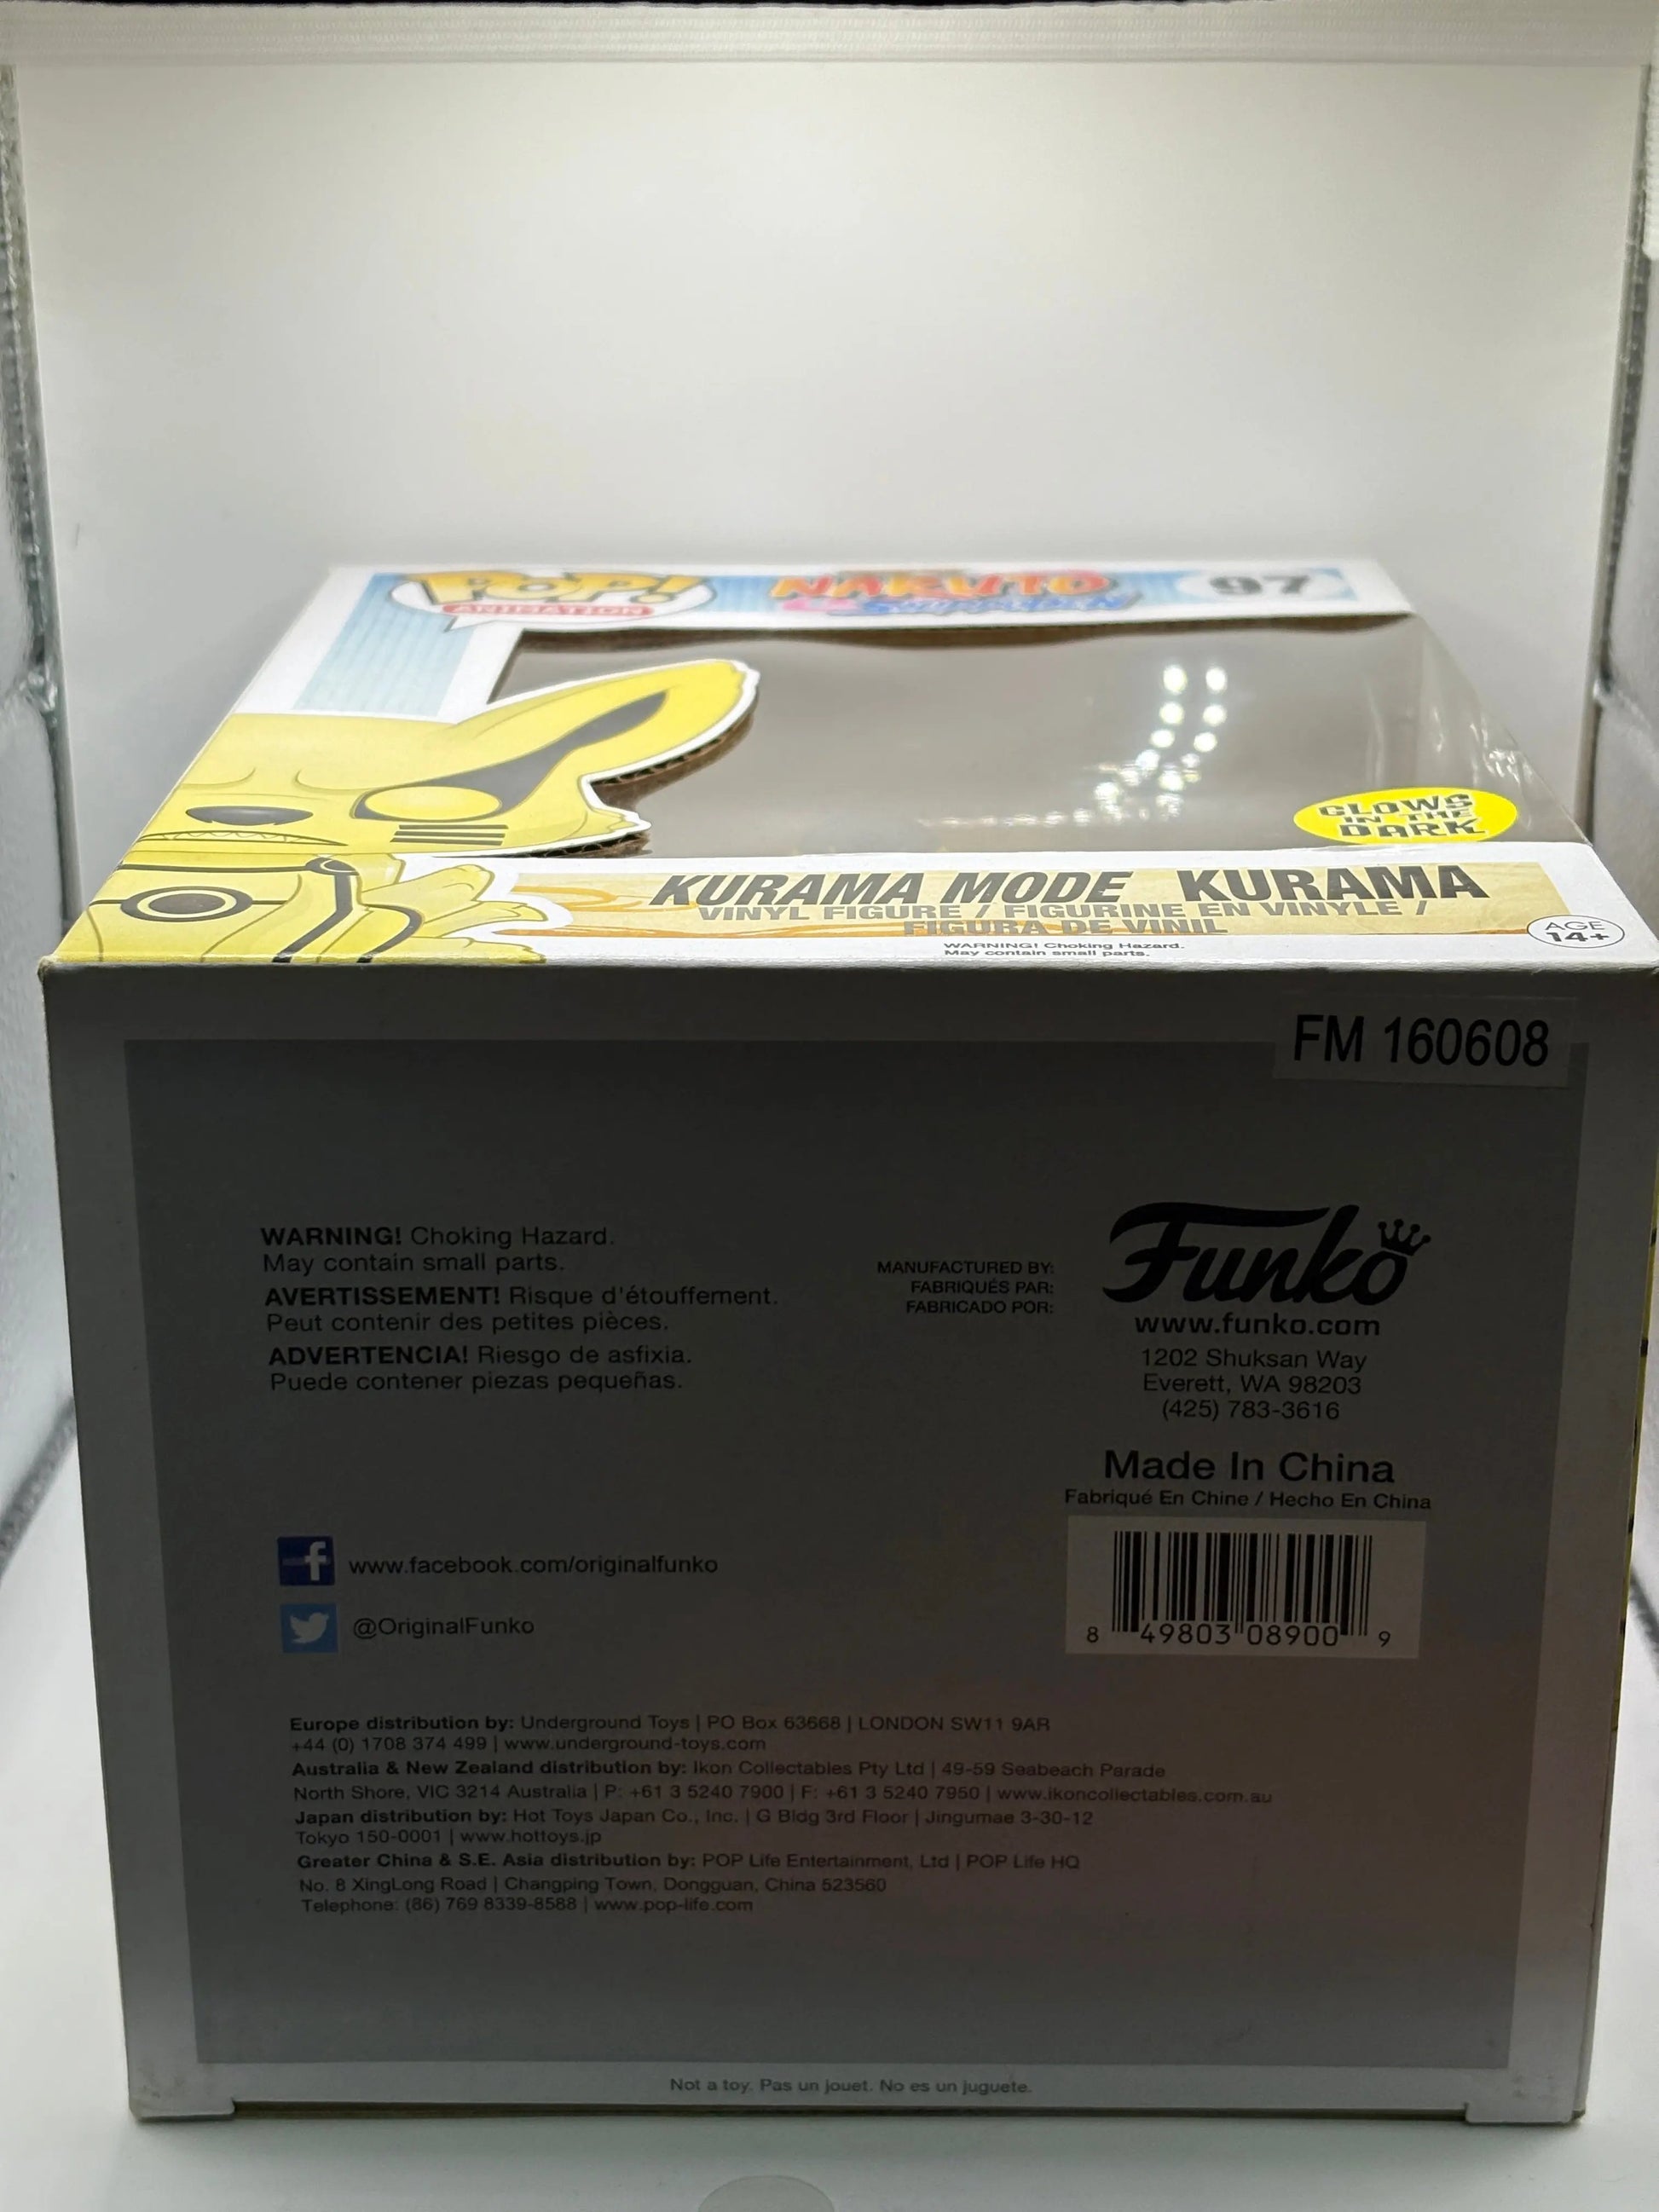 POP!
ANIMATION
NARUTO
SHIPPUDEN
97
GLOWS
IN THE
DARK
KURAMA MODE KURAMA
VINYL FIGURE / FIGURINE EN VINYLE /
FIGURA DE VINIL
WARNING! Choking Hazard.
May contain small parts.
AGE
14+
FM 160608
WARNING! Choking Hazard.
May contain small parts.
AVERTISSEMENT! Risque d'étouffement.
Peut contenir des petites pièces.
ADVERTENCIA! Riesgo de asfixia.
Puede contener piezas pequeñas.
MANUFACTURED BY:
FABRIQUÉS PAR:
FABRICADO POR:
Funko
www.funko.com
1202 Shuksan Way
Everett, WA 98203
(425) 783-3616
Made In China
Fabriqué En Chine / Hecho En China
8 49803 08900 9
f www.facebook.com/originalfunko
@OriginalFunko
Europe distribution by: Underground Toys | PO Box 63668 | LONDON SW11 9AR
+44 (0) 1708 374 499 | www.underground-toys.com
Australia & New Zealand distribution by: Ikon Collectables Pty Ltd | 49-59 Seabeach Parade
North Shore, VIC 3214 Australia | P: +61 3 5240 7900 | F: +61 3 5240 7950 | www.ikoncollectables.com.au
Japan distribution by: Hot Toys Japan Co., Inc. | G Bldg 3rd Floor | Jingumae 3-30-12
Tokyo 150-0001 | www.hottoys.jp
Greater China & S.E. Asia distribution by: POP Life Entertainment, Ltd | POP Life HQ
No. 8 XingLong Road | Changping Town, Dongguan, China 523560
Telephone: (86) 769 8339-8588 | www.pop-life.com
Not a toy. Pas un jouet. No es un juguete.